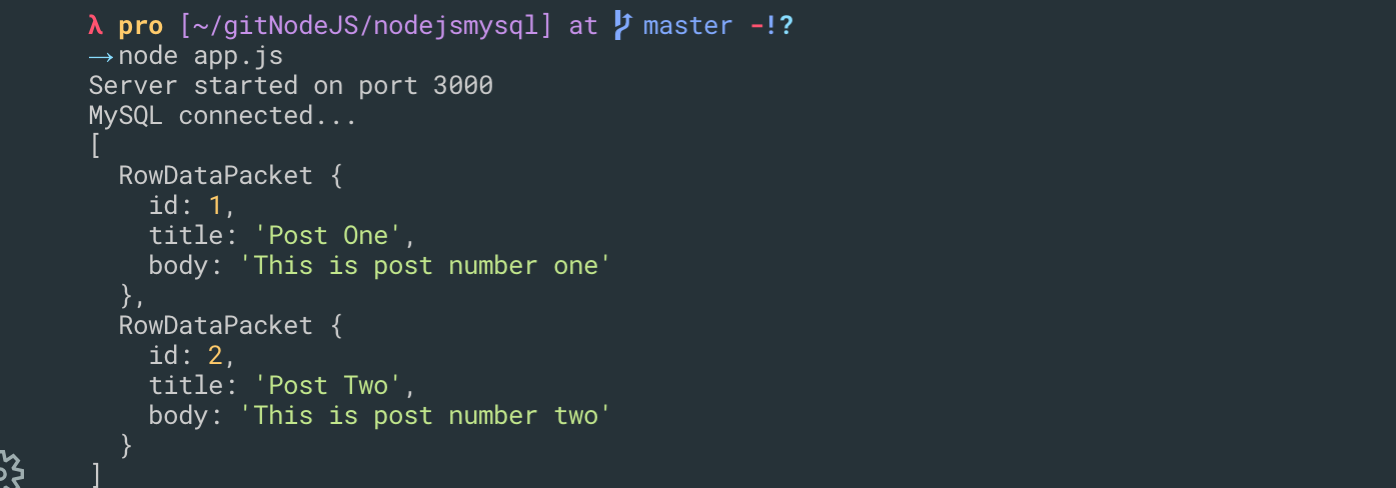 λ pro [~/gitNodeJS/nodejsmysql] at master -!?
→node app.js
Server started on port 3000
MySQL connected...
[
  RowDataPacket {
    id: 1,
    title: 'Post One',
    body: 'This is post number one'
  },
  RowDataPacket {
    id: 2,
    title: 'Post Two',
    body: 'This is post number two'
  }
]